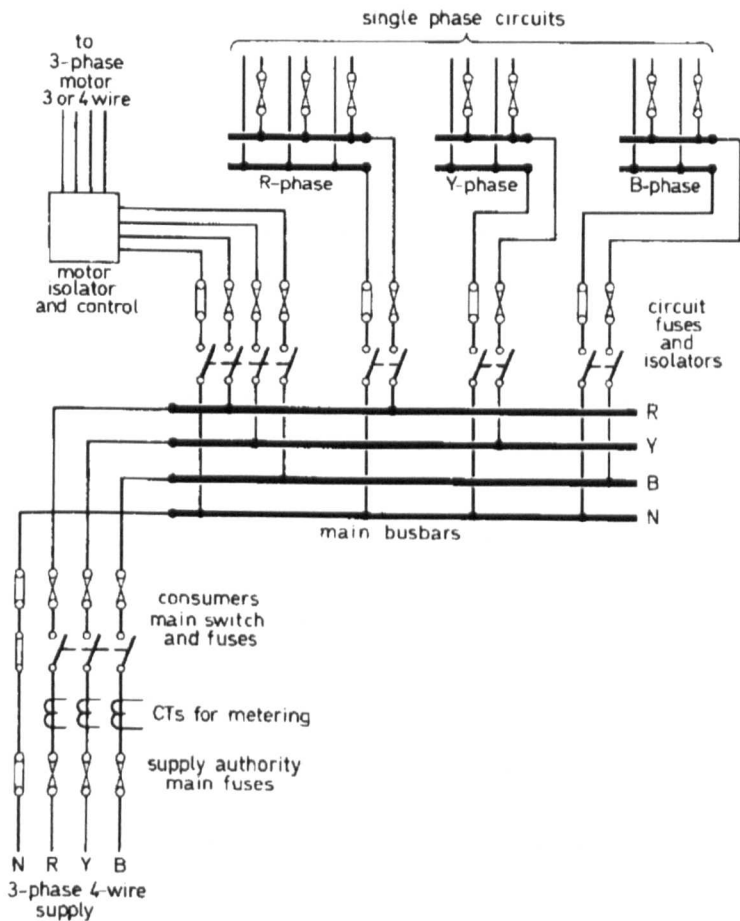 single phase circuits
to
3-phase
motor
3 or 4 wire
R-phase
Y-phase
B-phase
motor
isolator
and control
circuit
fuses
and
isolators
R
Y
B
N
main busbars
consumers
main switch
and fuses
CTs for metering
supply authority
main fuses
N R Y B
3-phase 4-wire
supply